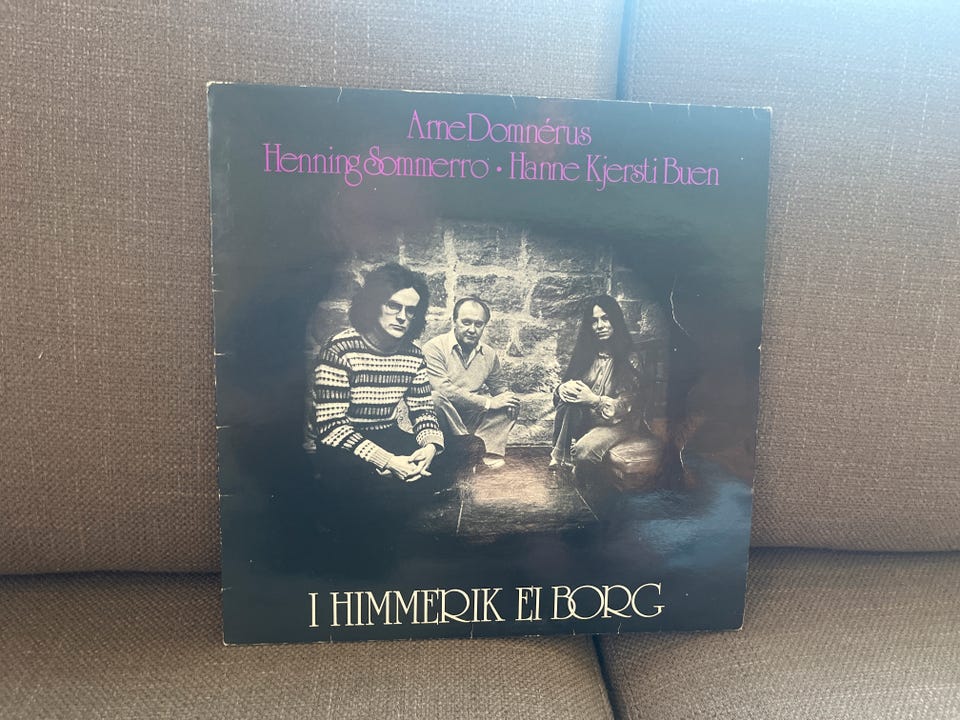 Arne Domnérus
Henning Sommerro • Hanne Kjersti Buen
I HIMMERIK EI BORG